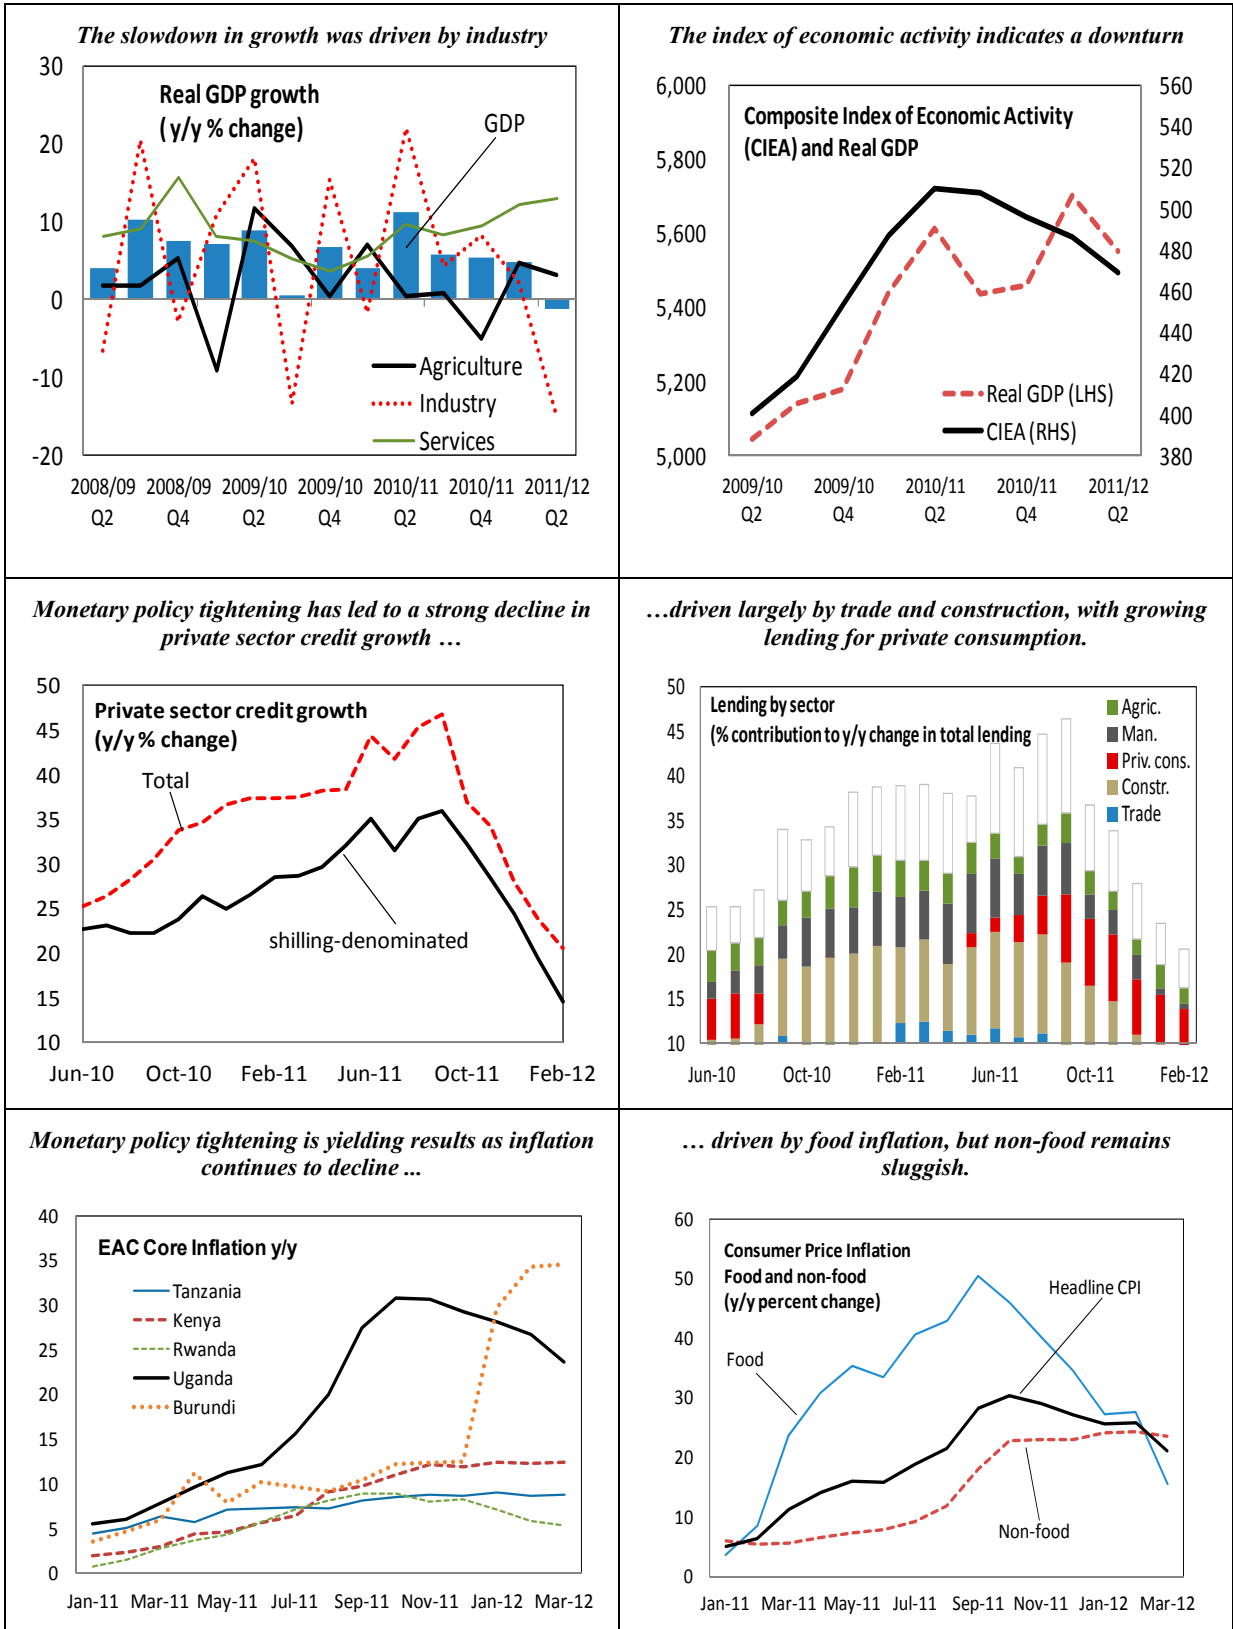 The slowdown in growth was driven by industry
30
20
10
0
-10
-20
Real GDP growth
( y/y % change)
GDP
Agriculture
Industry
Services
2008/09 2008/09 2009/10 2009/10 2010/11 2010/11 2011/12
Q2 Q4 Q2 Q4 Q2 Q4 Q2
The index of economic activity indicates a downturn
6,000
5,800
5,600
5,400
5,200
5,000
Composite Index of Economic Activity
(CIEA) and Real GDP
Real GDP (LHS)
CIEA (RHS)
560
540
520
500
480
460
440
420
400
380
2009/10 2009/10 2010/11 2010/11 2011/12
Q2 Q4 Q2 Q4 Q2
Monetary policy tightening has led to a strong decline in
private sector credit growth …
50
45
40
35
30
25
20
15
10
Private sector credit growth
(y/y % change)
Total
shilling-denominated
Jun-10 Oct-10 Feb-11 Jun-11 Oct-11 Feb-12
…driven largely by trade and construction, with growing
lending for private consumption.
50
45
40
35
30
25
20
15
10
Lending by sector
(% contribution to y/y change in total lending
Agric.
Man.
Priv. cons.
Constr.
Trade
Jun-10 Oct-10 Feb-11 Jun-11 Oct-11 Feb-12
Monetary policy tightening is yielding results as inflation
continues to decline ...
40
35
30
25
20
15
10
5
0
EAC Core Inflation y/y
Tanzania
Kenya
Rwanda
Uganda
Burundi
Jan-11 Mar-11 May-11 Jul-11 Sep-11 Nov-11 Jan-12 Mar-12
… driven by food inflation, but non-food remains
sluggish.
60
50
40
30
20
10
0
Consumer Price Inflation
Food and non-food
(y/y percent change)
Headline CPI
Food
Non-food
Jan-11 Mar-11 May-11 Jul-11 Sep-11 Nov-11 Jan-12 Mar-12